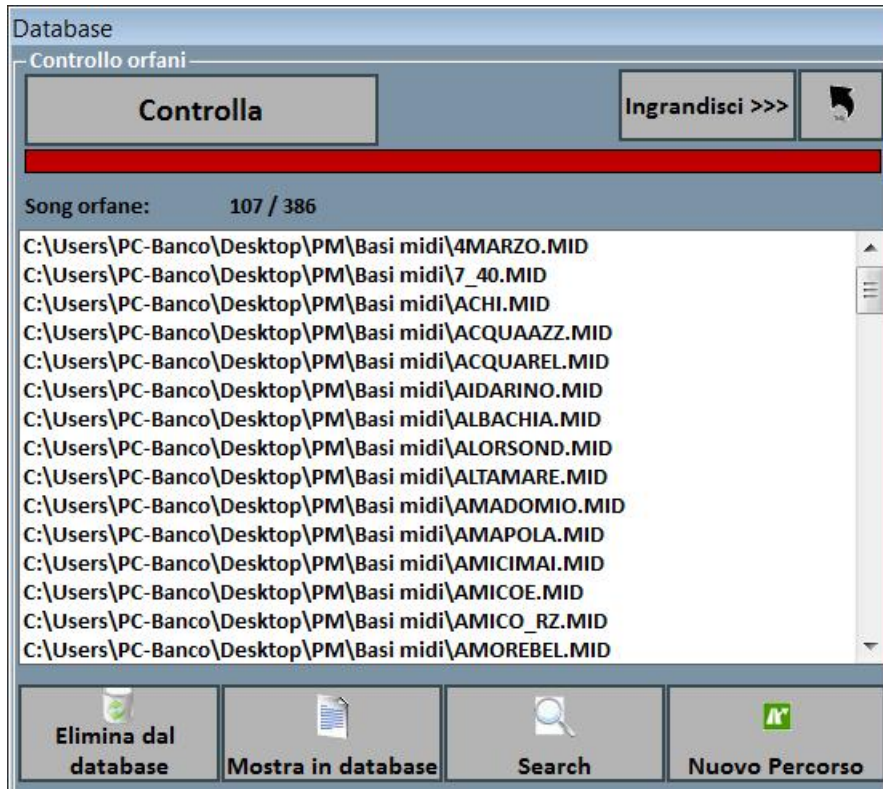 Database
Controllo orfani
Controlla
Ingrandisci >>>
Song orfane: 107 / 386
C:\Users\PC-Banco\Desktop\PM\Basi midi\4MARZO.MID
C:\Users\PC-Banco\Desktop\PM\Basi midi\7_40.MID
C:\Users\PC-Banco\Desktop\PM\Basi midi\ACHI.MID
C:\Users\PC-Banco\Desktop\PM\Basi midi\ACQUAAZZ.MID
C:\Users\PC-Banco\Desktop\PM\Basi midi\ACQUAREL.MID
C:\Users\PC-Banco\Desktop\PM\Basi midi\AIDARINO.MID
C:\Users\PC-Banco\Desktop\PM\Basi midi\ALBACHIA.MID
C:\Users\PC-Banco\Desktop\PM\Basi midi\ALORSOND.MID
C:\Users\PC-Banco\Desktop\PM\Basi midi\ALTAMARE.MID
C:\Users\PC-Banco\Desktop\PM\Basi midi\AMADOMIO.MID
C:\Users\PC-Banco\Desktop\PM\Basi midi\AMAPOLA.MID
C:\Users\PC-Banco\Desktop\PM\Basi midi\AMICIMAI.MID
C:\Users\PC-Banco\Desktop\PM\Basi midi\AMICOE.MID
C:\Users\PC-Banco\Desktop\PM\Basi midi\AMICO_RZ.MID
C:\Users\PC-Banco\Desktop\PM\Basi midi\AMOREBEL.MID
Elimina dal
database
Mostra in database
Search
Nuovo Percorso